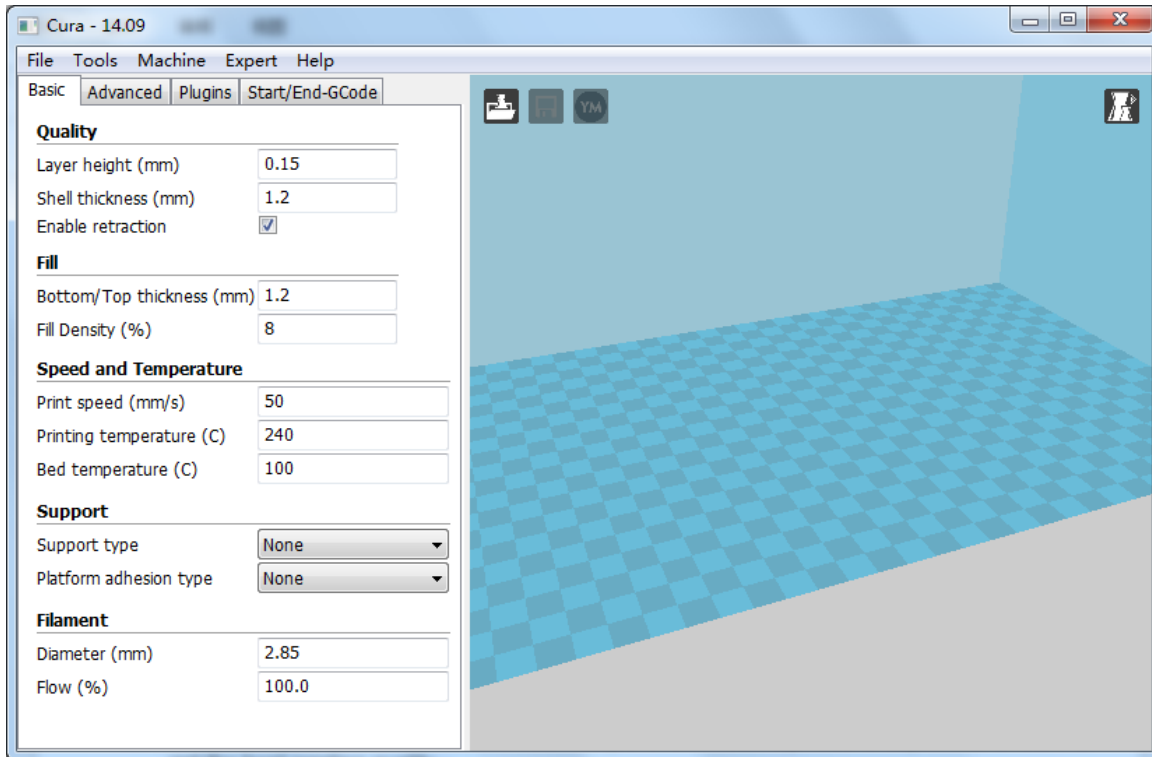 Cura - 14.09
File Tools Machine Expert Help
Basic Advanced Plugins Start/End-GCode
Quality
Layer height (mm) 0.15
Shell thickness (mm) 1.2
Enable retraction
Fill
Bottom/Top thickness (mm) 1.2
Fill Density (%) 8
Speed and Temperature
Print speed (mm/s) 50
Printing temperature (C) 240
Bed temperature (C) 100
Support
Support type None
Platform adhesion type None
Filament
Diameter (mm) 2.85
Flow (%) 100.0
YM